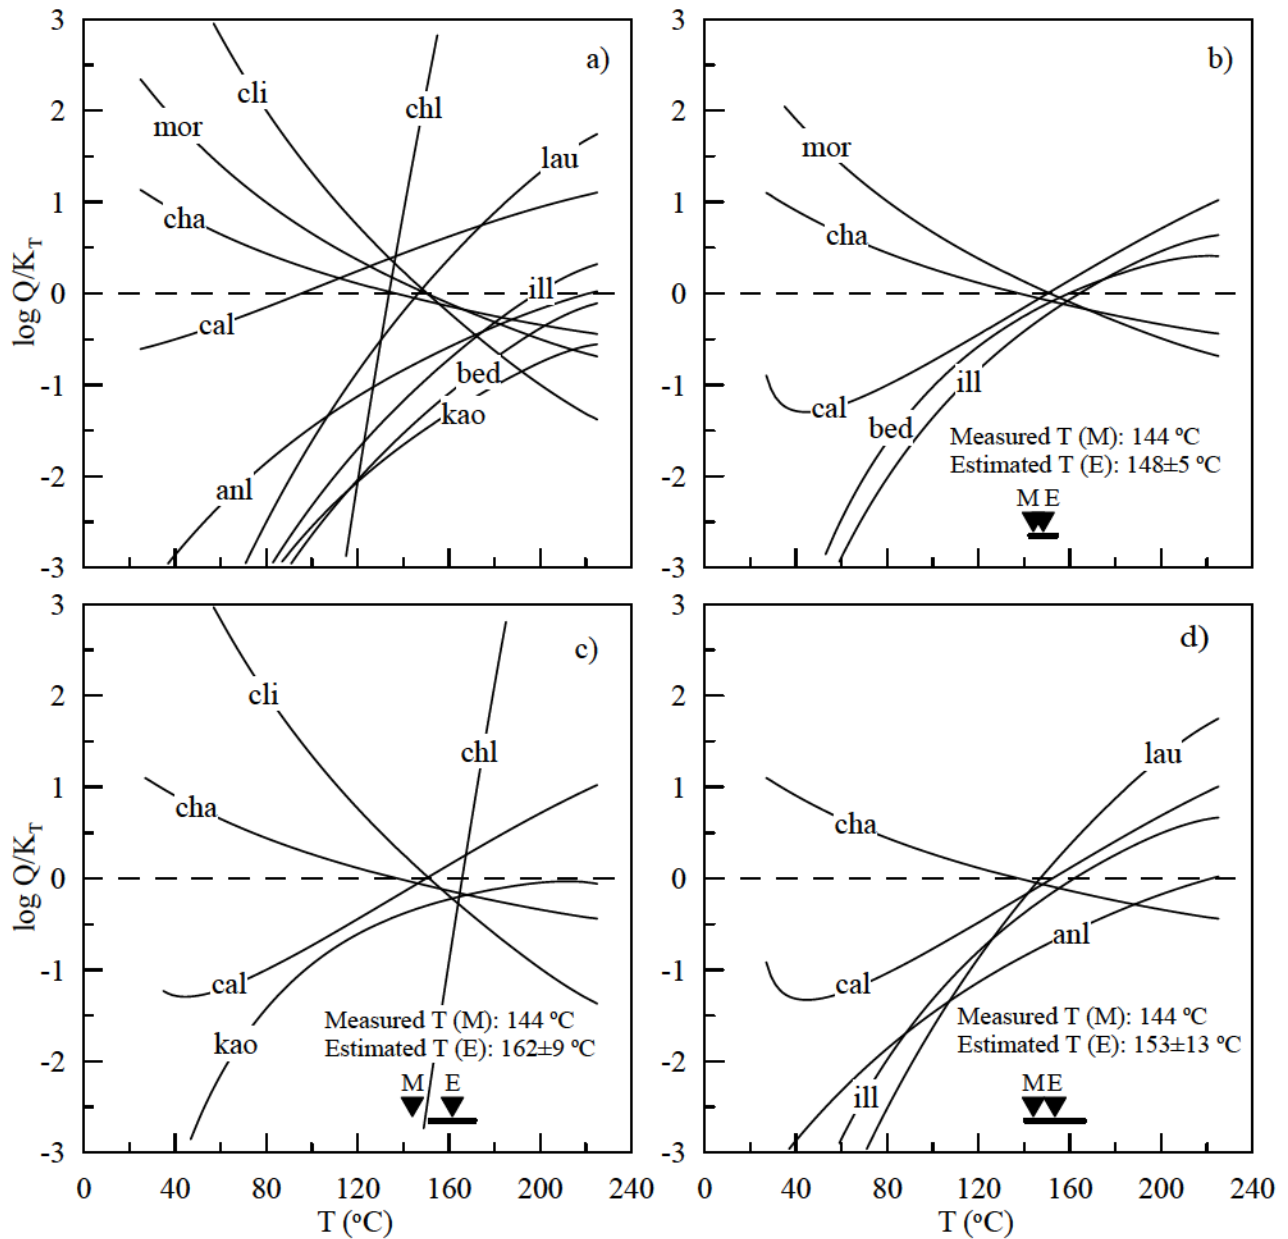 a)
3
2
1
0
-1
-2
-3
log Q/K_T
cli
chl
mor
lau
cha
ill
cal
bed
kao
anl
b)
3
2
1
0
-1
-2
-3
mor
cha
ill
cal
bed
Measured T (M): 144 ºC
Estimated T (E): 148±5 ºC
M E
c)
3
2
1
0
-1
-2
-3
log Q/K_T
cli
chl
cha
cal
kao
Measured T (M): 144 ºC
Estimated T (E): 162±9 ºC
M E
0 40 80 120 160 200 240
T (ºC)
d)
3
2
1
0
-1
-2
-3
lau
cha
anl
cal
ill
Measured T (M): 144 ºC
Estimated T (E): 153±13 ºC
M E
0 40 80 120 160 200 240
T (ºC)